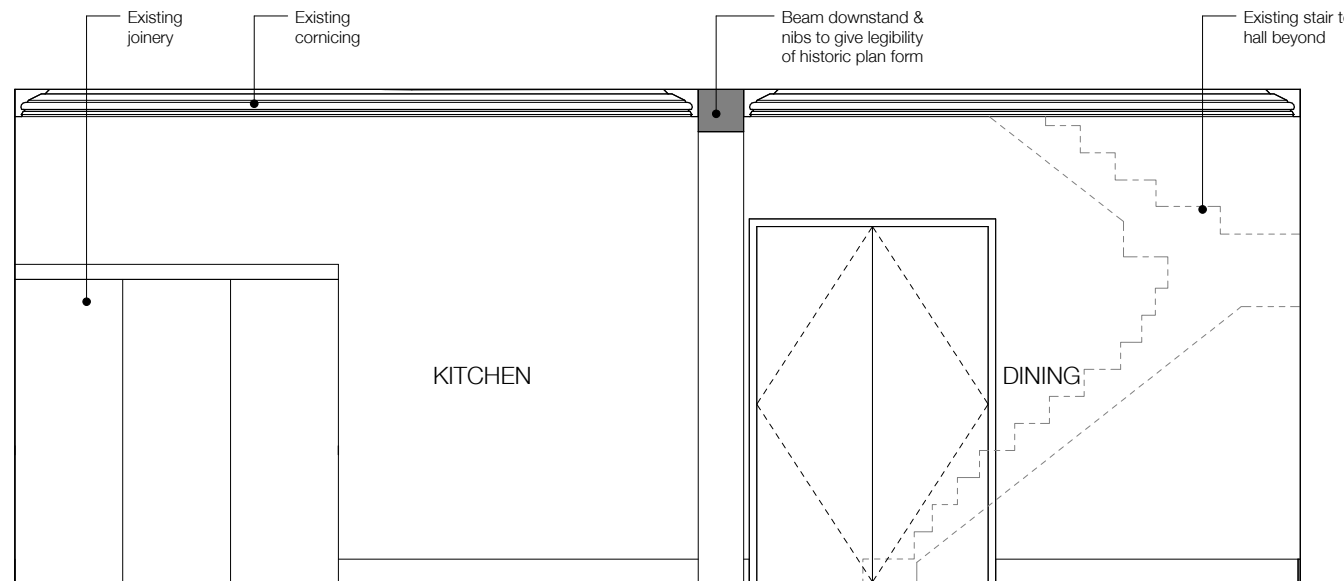 Existing
joinery
Existing
cornicing
Beam downstand &
nibs to give legibility
of historic plan form
Existing stair
hall beyond
KITCHEN
DINING